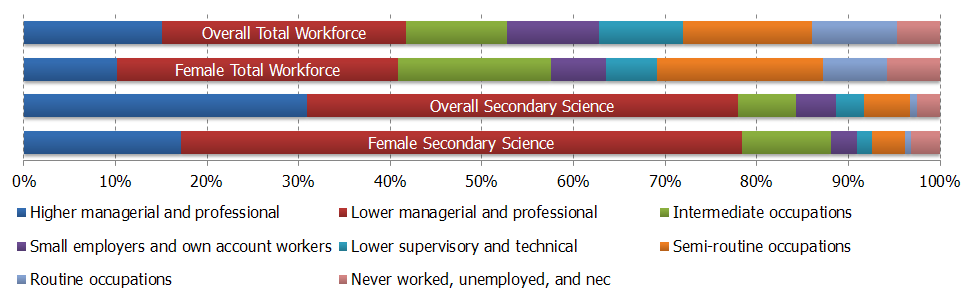 Overall Total Workforce
Female Total Workforce
Overall Secondary Science
Female Secondary Science
0% 10% 20% 30% 40% 50% 60% 70% 80% 90% 100%
Higher managerial and professional Lower managerial and professional Intermediate occupations
Small employers and own account workers Lower supervisory and technical Semi-routine occupations
Routine occupations Never worked, unemployed, and nec